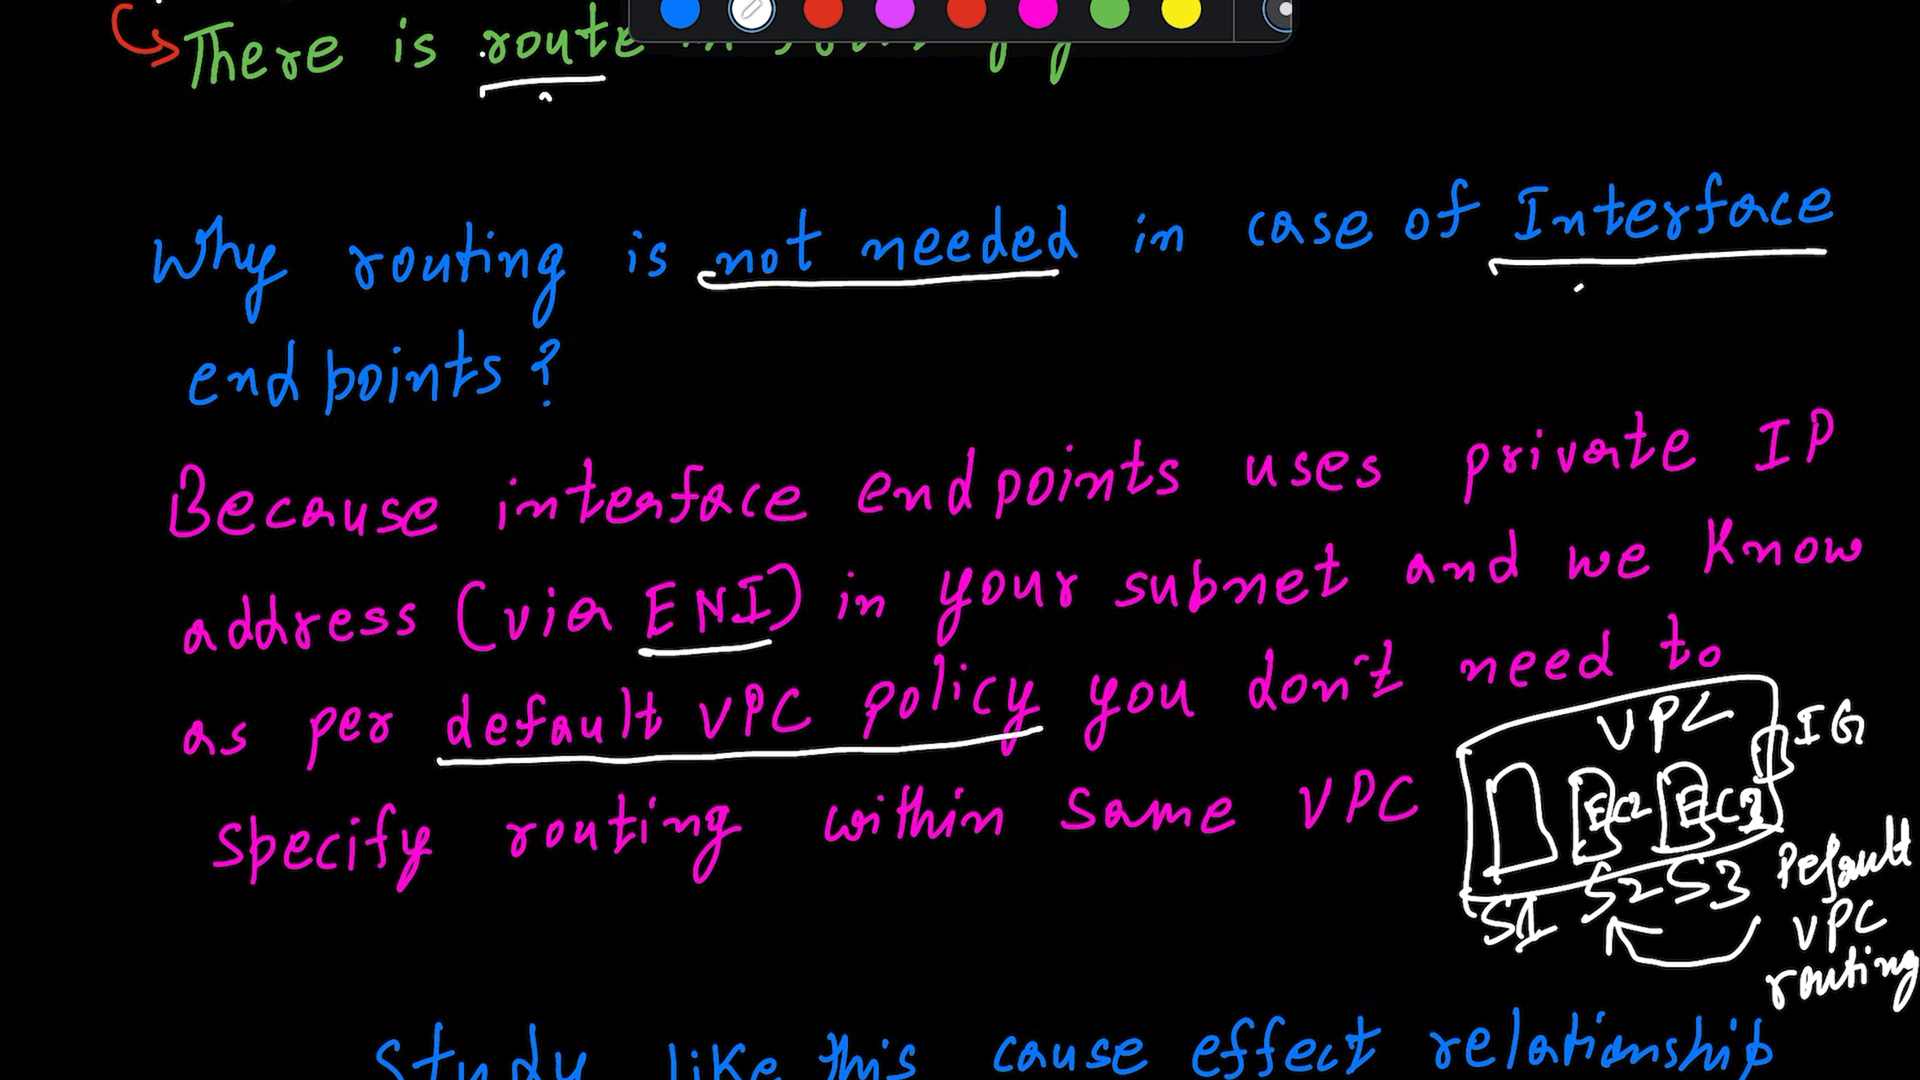 There is route
Why routing is not needed in case of Interface
endpoints?
Because interface endpoints uses private IP
address (via ENI) in your subnet and we know
as per default VPC policy you don't need to
specify routing within same VPC
VPC
IG
EC2 EC2
S1 S2 S3
Default
VPC
routing
Study like this cause effect relationship